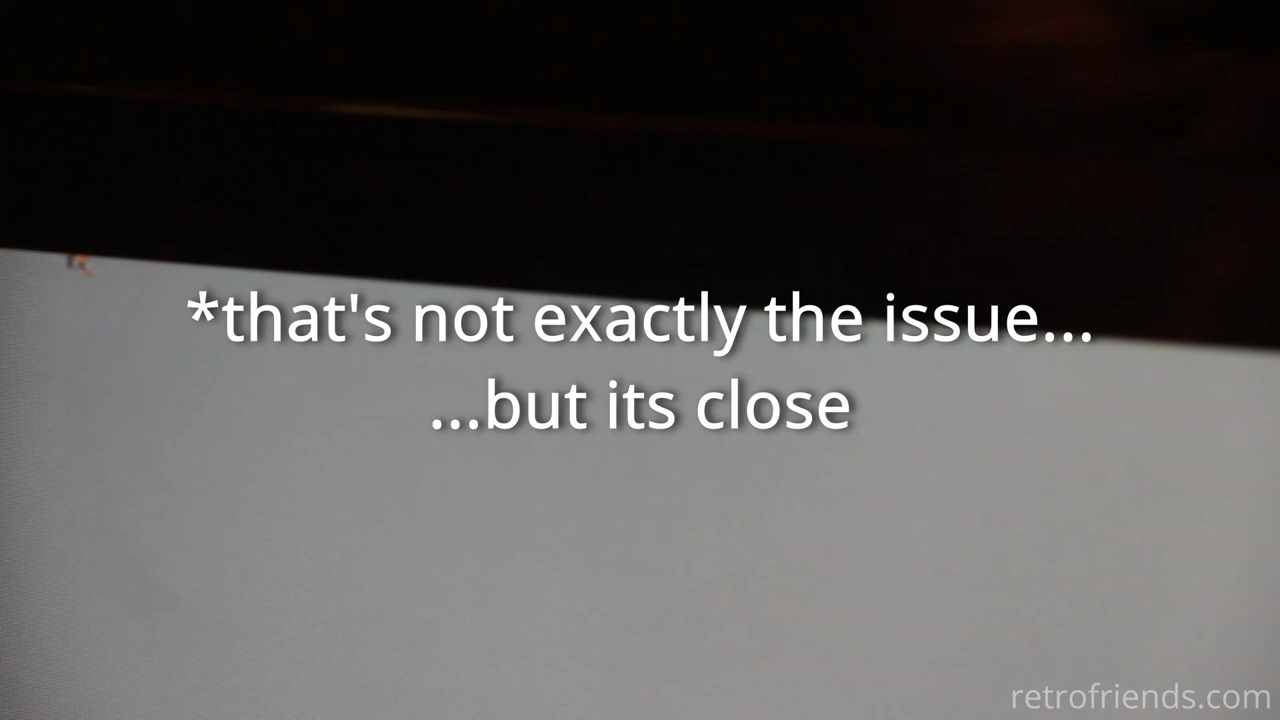 *that's not exactly the issue...
...but its close
retrofriends.com